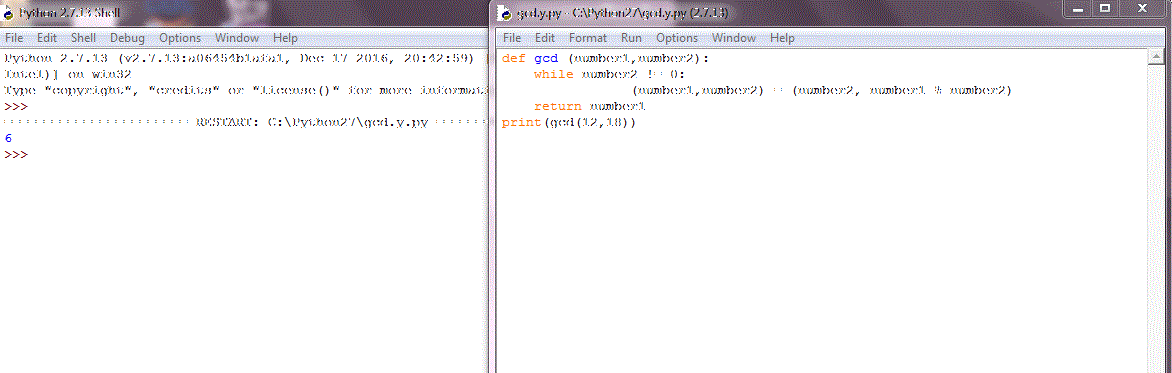 Python 2.7.13 Shell
File Edit Shell Debug Options Window Help
Python 2.7.13 (v2.7.13:a06454b1afa1, Dec 17 2016, 20:42:59) [
Intel)] on win32
Type "copyright", "credits" or "license()" for more informati
>>>
RESTART: C:\Python27\gcd.y.py
6
>>>
gcd.y.py - C:\Python27\gcd.y.py (2.7.13)
File Edit Format Run Options Window Help
def gcd (number1,number2):
while number2 != 0:
(number1,number2) = (number2, number1 % number2)
return number1
print(gcd(12,18))